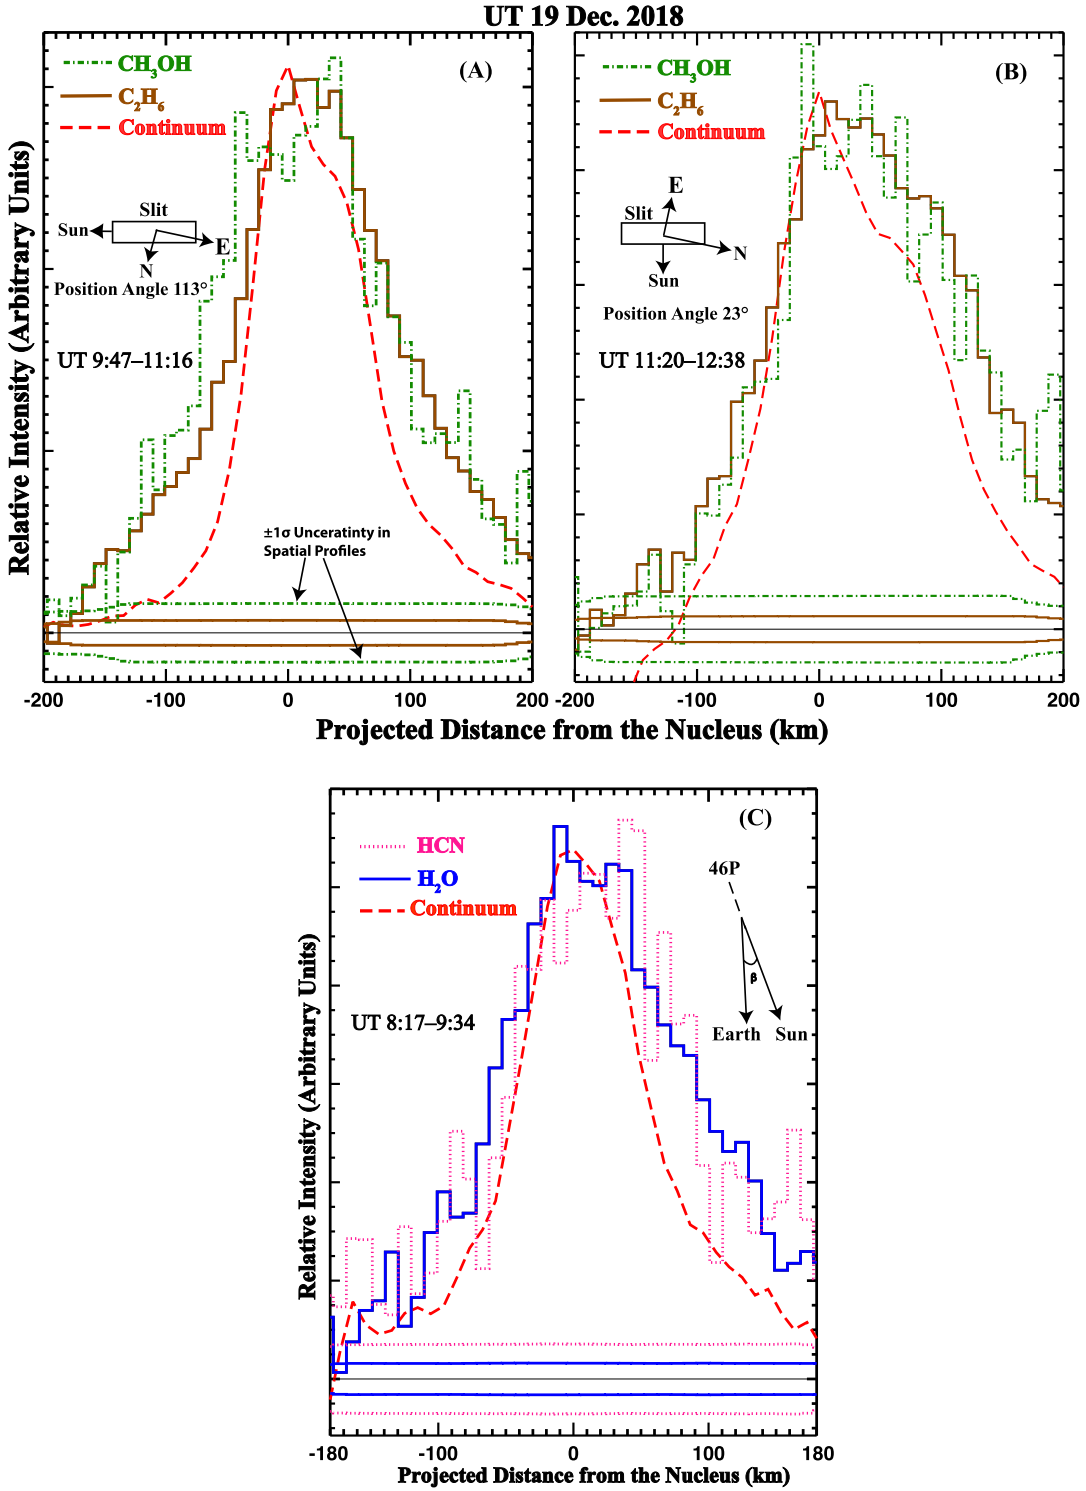 UT 19 Dec. 2018
Relative Intensity (Arbitrary Units)
CH3OH
C2H6
Continuum
(A)
Slit
Sun
E
N
Position Angle 113°
UT 9:47–11:16
±1σ Unceratinty in
Spatial Profiles
-200
-100
0
100
200
CH3OH
C2H6
Continuum
(B)
E
Slit
N
Sun
Position Angle 23°
UT 11:20–12:38
-200
-100
0
100
200
Projected Distance from the Nucleus (km)
Relative Intensity (Arbitrary Units)
HCN
H2O
Continuum
(C)
46P
β
Earth
Sun
UT 8:17–9:34
-180
-100
0
100
180
Projected Distance from the Nucleus (km)